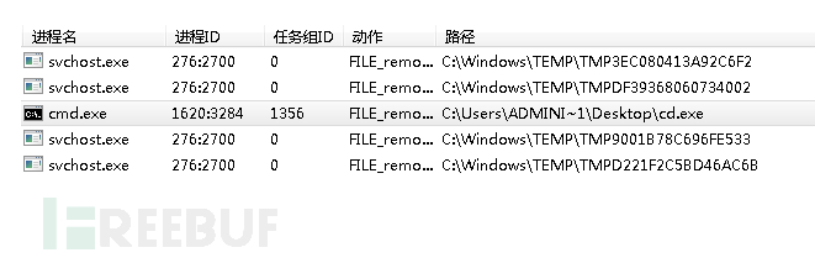 进程名 进程ID 任务组ID 动作 路径
svchost.exe 276:2700 0 FILE_remo... C:\Windows\TEMP\TMP3EC080413A92C6F2
svchost.exe 276:2700 0 FILE_remo... C:\Windows\TEMP\TMPDF39368060734002
cmd.exe 1620:3284 1356 FILE_remo... C:\Users\ADMINI~1\Desktop\cd.exe
svchost.exe 276:2700 0 FILE_remo... C:\Windows\TEMP\TMP9001B78C696FE533
svchost.exe 276:2700 0 FILE_remo... C:\Windows\TEMP\TMPD221F2C5BD46AC6B
FREEBUF